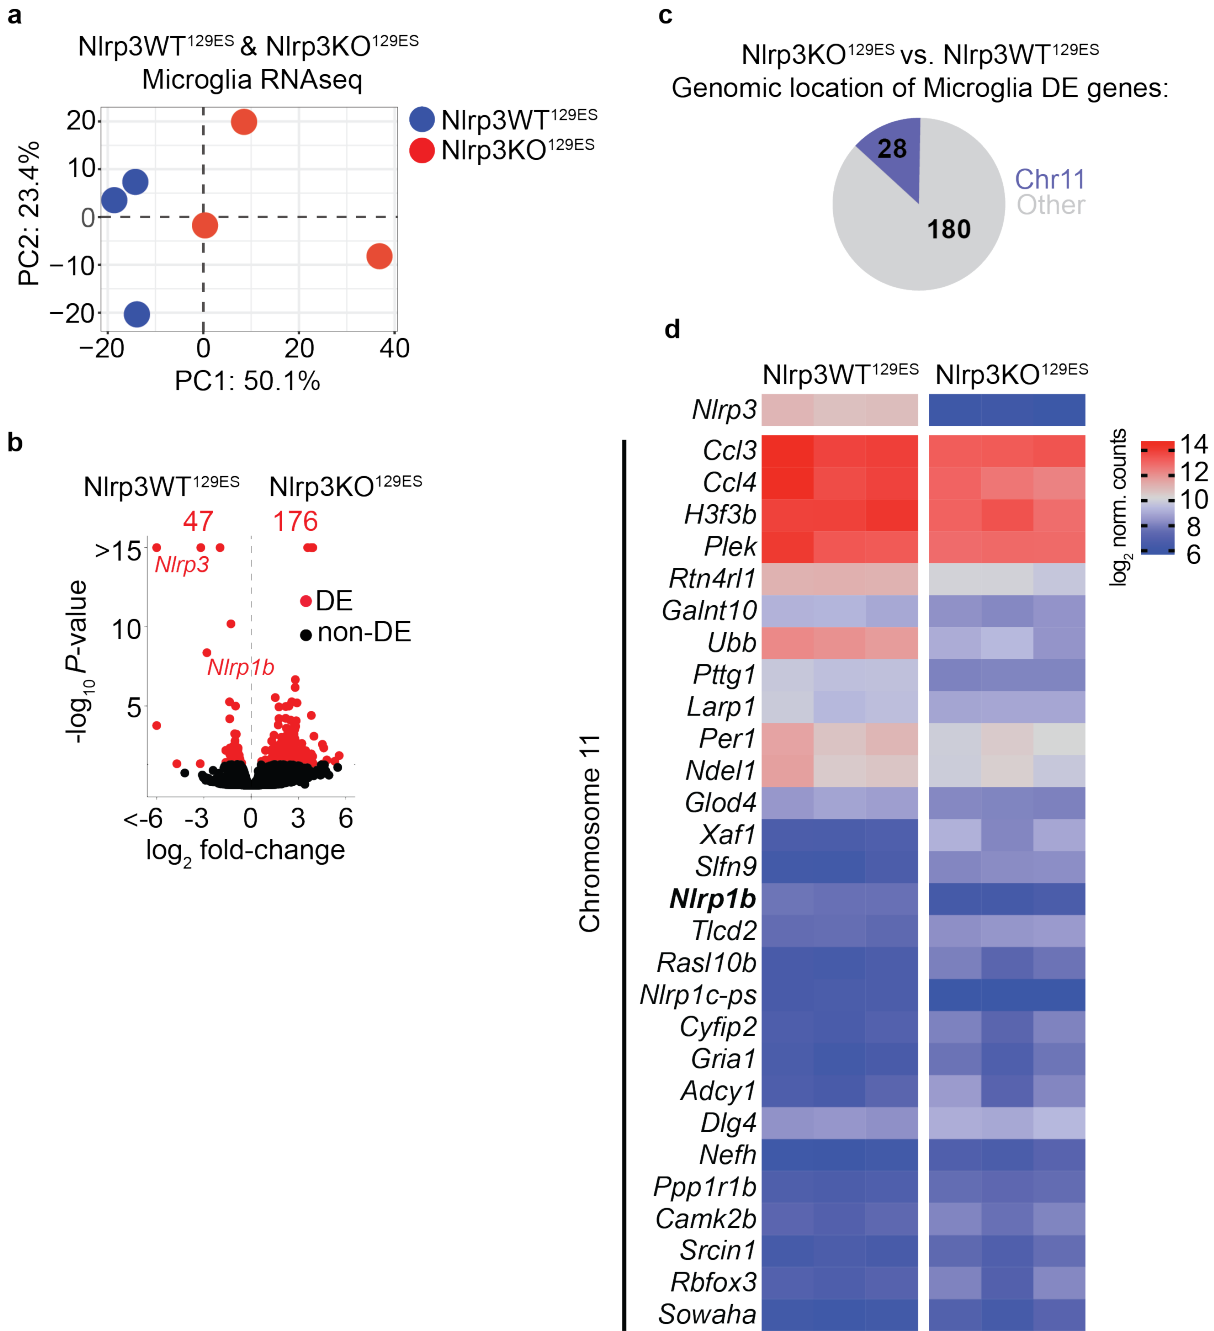 a
Nlrp3WT129ES & Nlrp3KO129ES
Microglia RNAseq
20
10
0
−10
−20
PC2: 23.4%
−20 0 20 40
PC1: 50.1%
Nlrp3WT129ES
Nlrp3KO129ES
b
Nlrp3WT129ES Nlrp3KO129ES
47 176
>15
10
5
-log10 P-value
Nlrp3
Nlrp1b
DE
non-DE
<-6 -3 0 3 6
log2 fold-change
c
Nlrp3KO129ES vs. Nlrp3WT129ES
Genomic location of Microglia DE genes:
28
180
Chr11
Other
d
Nlrp3WT129ES Nlrp3KO129ES
Nlrp3
Chromosome 11
Ccl3
Ccl4
H3f3b
Plek
Rtn4rl1
Galnt10
Ubb
Pttg1
Larp1
Per1
Ndel1
Glod4
Xaf1
Slfn9
Nlrp1b
Tlcd2
Rasl10b
Nlrp1c-ps
Cyfip2
Gria1
Adcy1
Dlg4
Nefh
Ppp1r1b
Camk2b
Srcin1
Rbfox3
Sowaha
log2 norm. counts
14
12
10
8
6